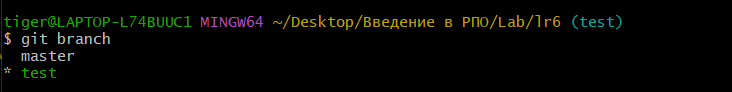 tiger@LAPTOP-L74BUUC1 MINGW64 ~/Desktop/Введение в РПО/Lab/lr6 (test)
$ git branch
  master
* test